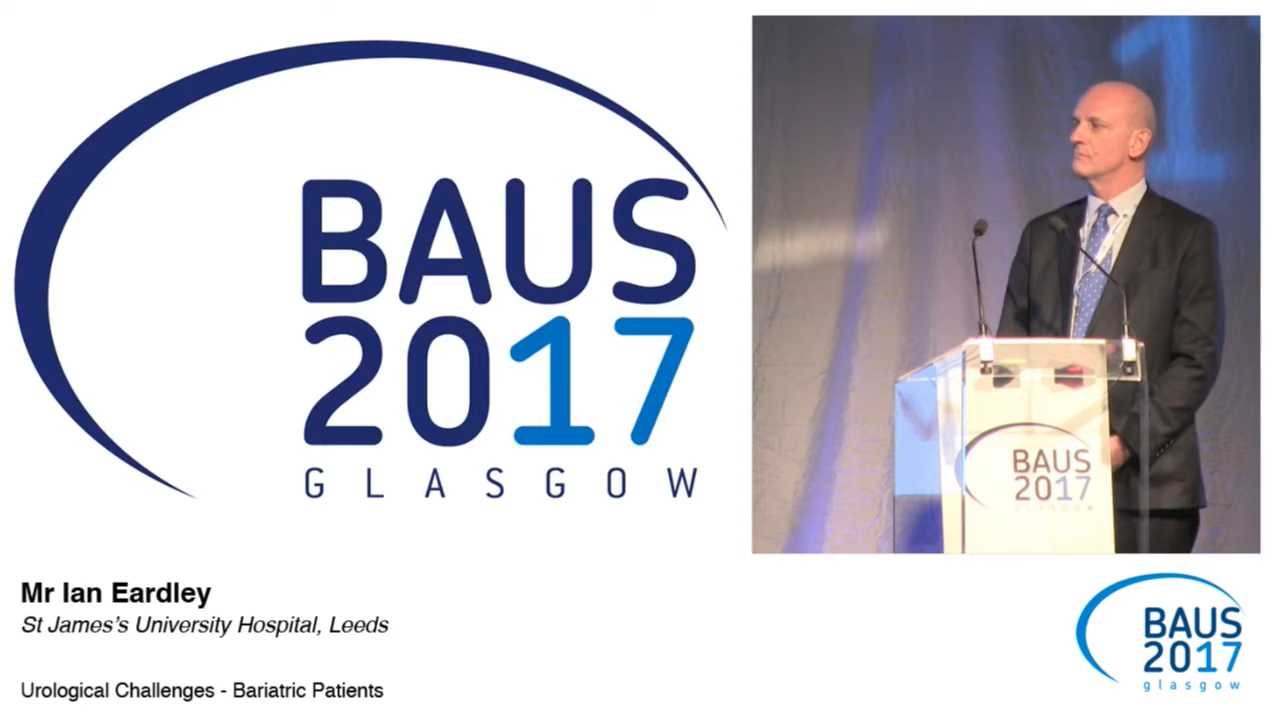 BAUS
2017
GLASGOW
BAUS
2017
GLASGOW
Mr Ian Eardley
St James's University Hospital, Leeds
Urological Challenges - Bariatric Patients
BAUS
2017
glasgow